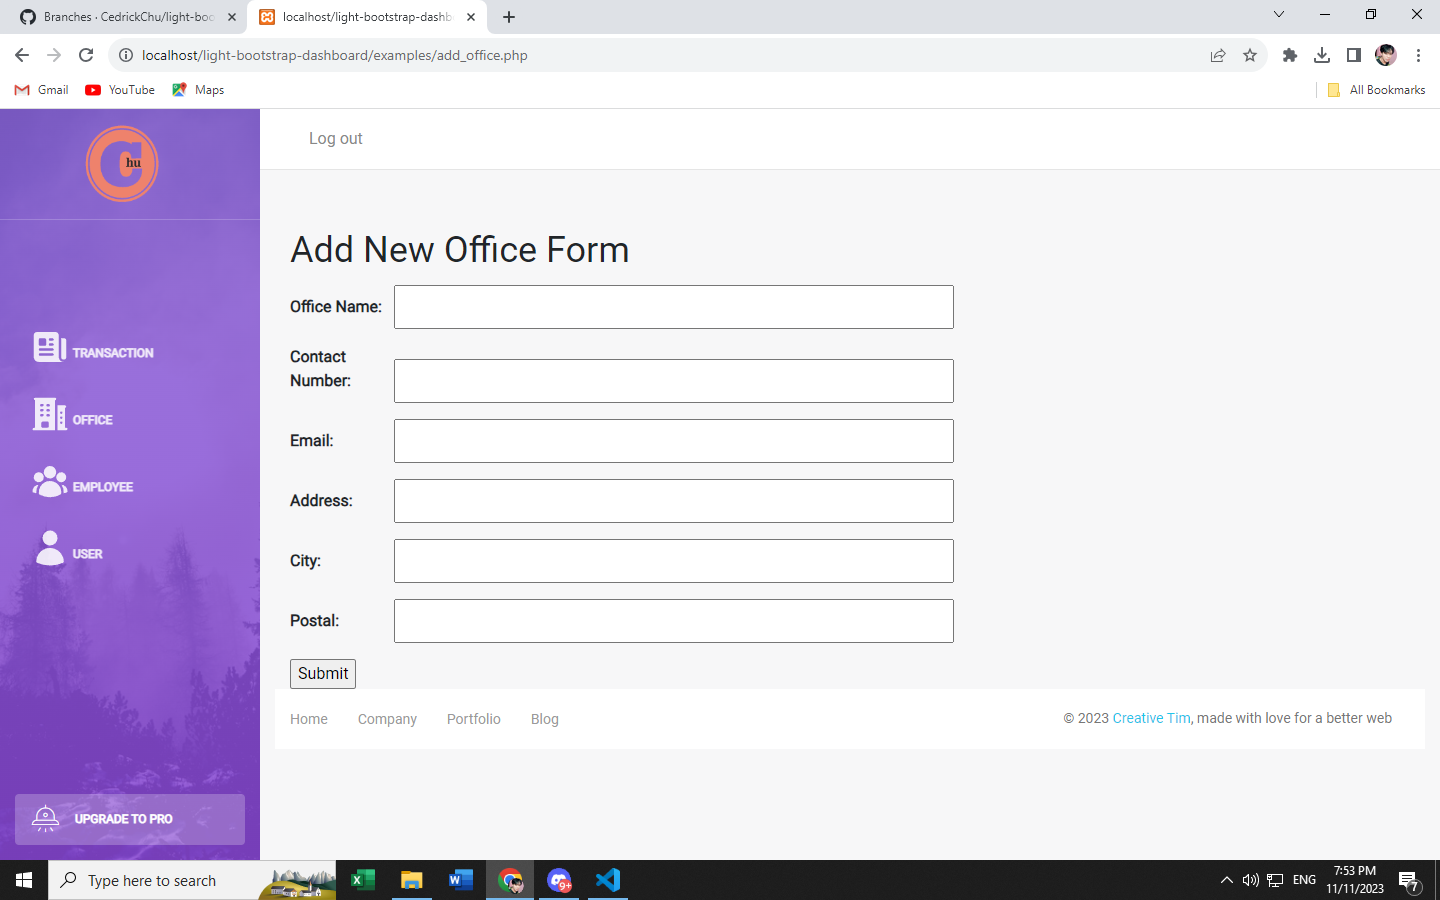 Branches · CedrickChu/light-boo
localhost/light-bootstrap-dashb
localhost/light-bootstrap-dashboard/examples/add_office.php
Gmail
YouTube
Maps
All Bookmarks
C
hu
Log out
TRANSACTION
OFFICE
EMPLOYEE
USER
UPGRADE TO PRO
Add New Office Form
Office Name:
Contact
Number:
Email:
Address:
City:
Postal:
Submit
Home
Company
Portfolio
Blog
© 2023 Creative Tim, made with love for a better web
Type here to search
9+
ENG
7:53 PM
11/11/2023
7